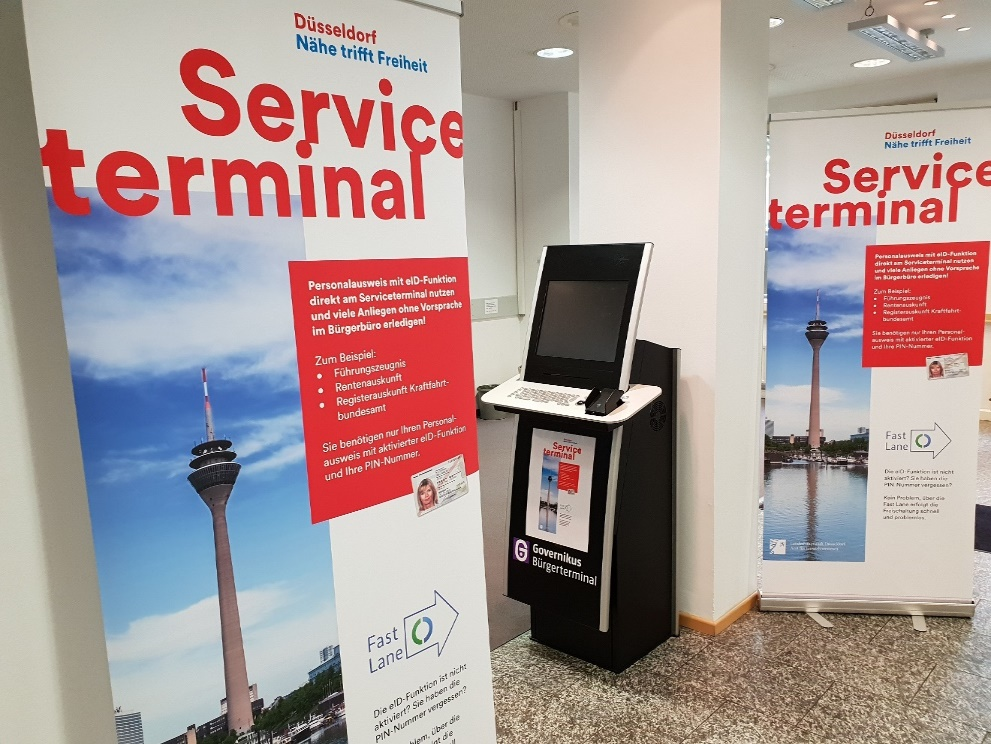 Düsseldorf
Nähe trifft Freiheit
Service
terminal
Personalausweis mit eID-Funktion
direkt am Serviceterminal nutzen
und viele Anliegen ohne Vorsprache
im Bürgerbüro erledigen!
Zum Beispiel:
• Führungszeugnis
• Rentenauskunft
• Registerauskunft Kraftfahrt-
bundesamt
Sie benötigen nur Ihren Personal-
ausweis mit aktivierter eID-Funktion
und Ihre PIN-Nummer.
Fast
Lane
Die eID-Funktion ist nicht
aktiviert? Sie haben die
PIN-Nummer vergessen?
über die
die
Service
terminal
Governikus
Bürgerterminal
Düsseldorf
Nähe trifft Freiheit
Service
terminal
Personalausweis mit eID-Funktion
direkt am Serviceterminal nutzen
und viele Anliegen ohne Vorsprache
im Bürgerbüro erledigen!
Zum Beispiel:
• Führungszeugnis
• Rentenauskunft
• Registerauskunft Kraftfahrt-
bundesamt
Sie benötigen nur Ihren Personal-
ausweis mit aktivierter eID-Funktion
und Ihre PIN-Nummer.
Fast
Lane
Die eID-Funktion ist nicht
aktiviert? Sie haben die
PIN-Nummer vergessen?
Kein Problem, über die
Fast Lane erfolgt die
Freischaltung schnell
und problemlos.